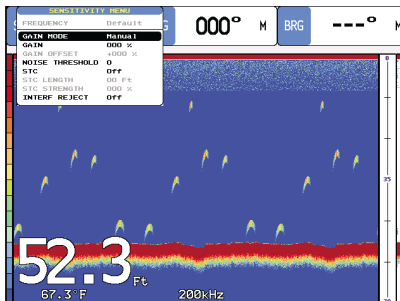 SENSITIVITY MENU
FREQUENCY Default
GAIN MODE Manual
GAIN 000 %
GAIN OFFSET +000 %
NOISE THRESHOLD 0
STC Off
STC LENGTH 00 Ft
STC STRENGTH 000 %
INTERF REJECT Off
000° M
BRG ---° M
0
35
52.3 Ft
67.3°F
200kHz